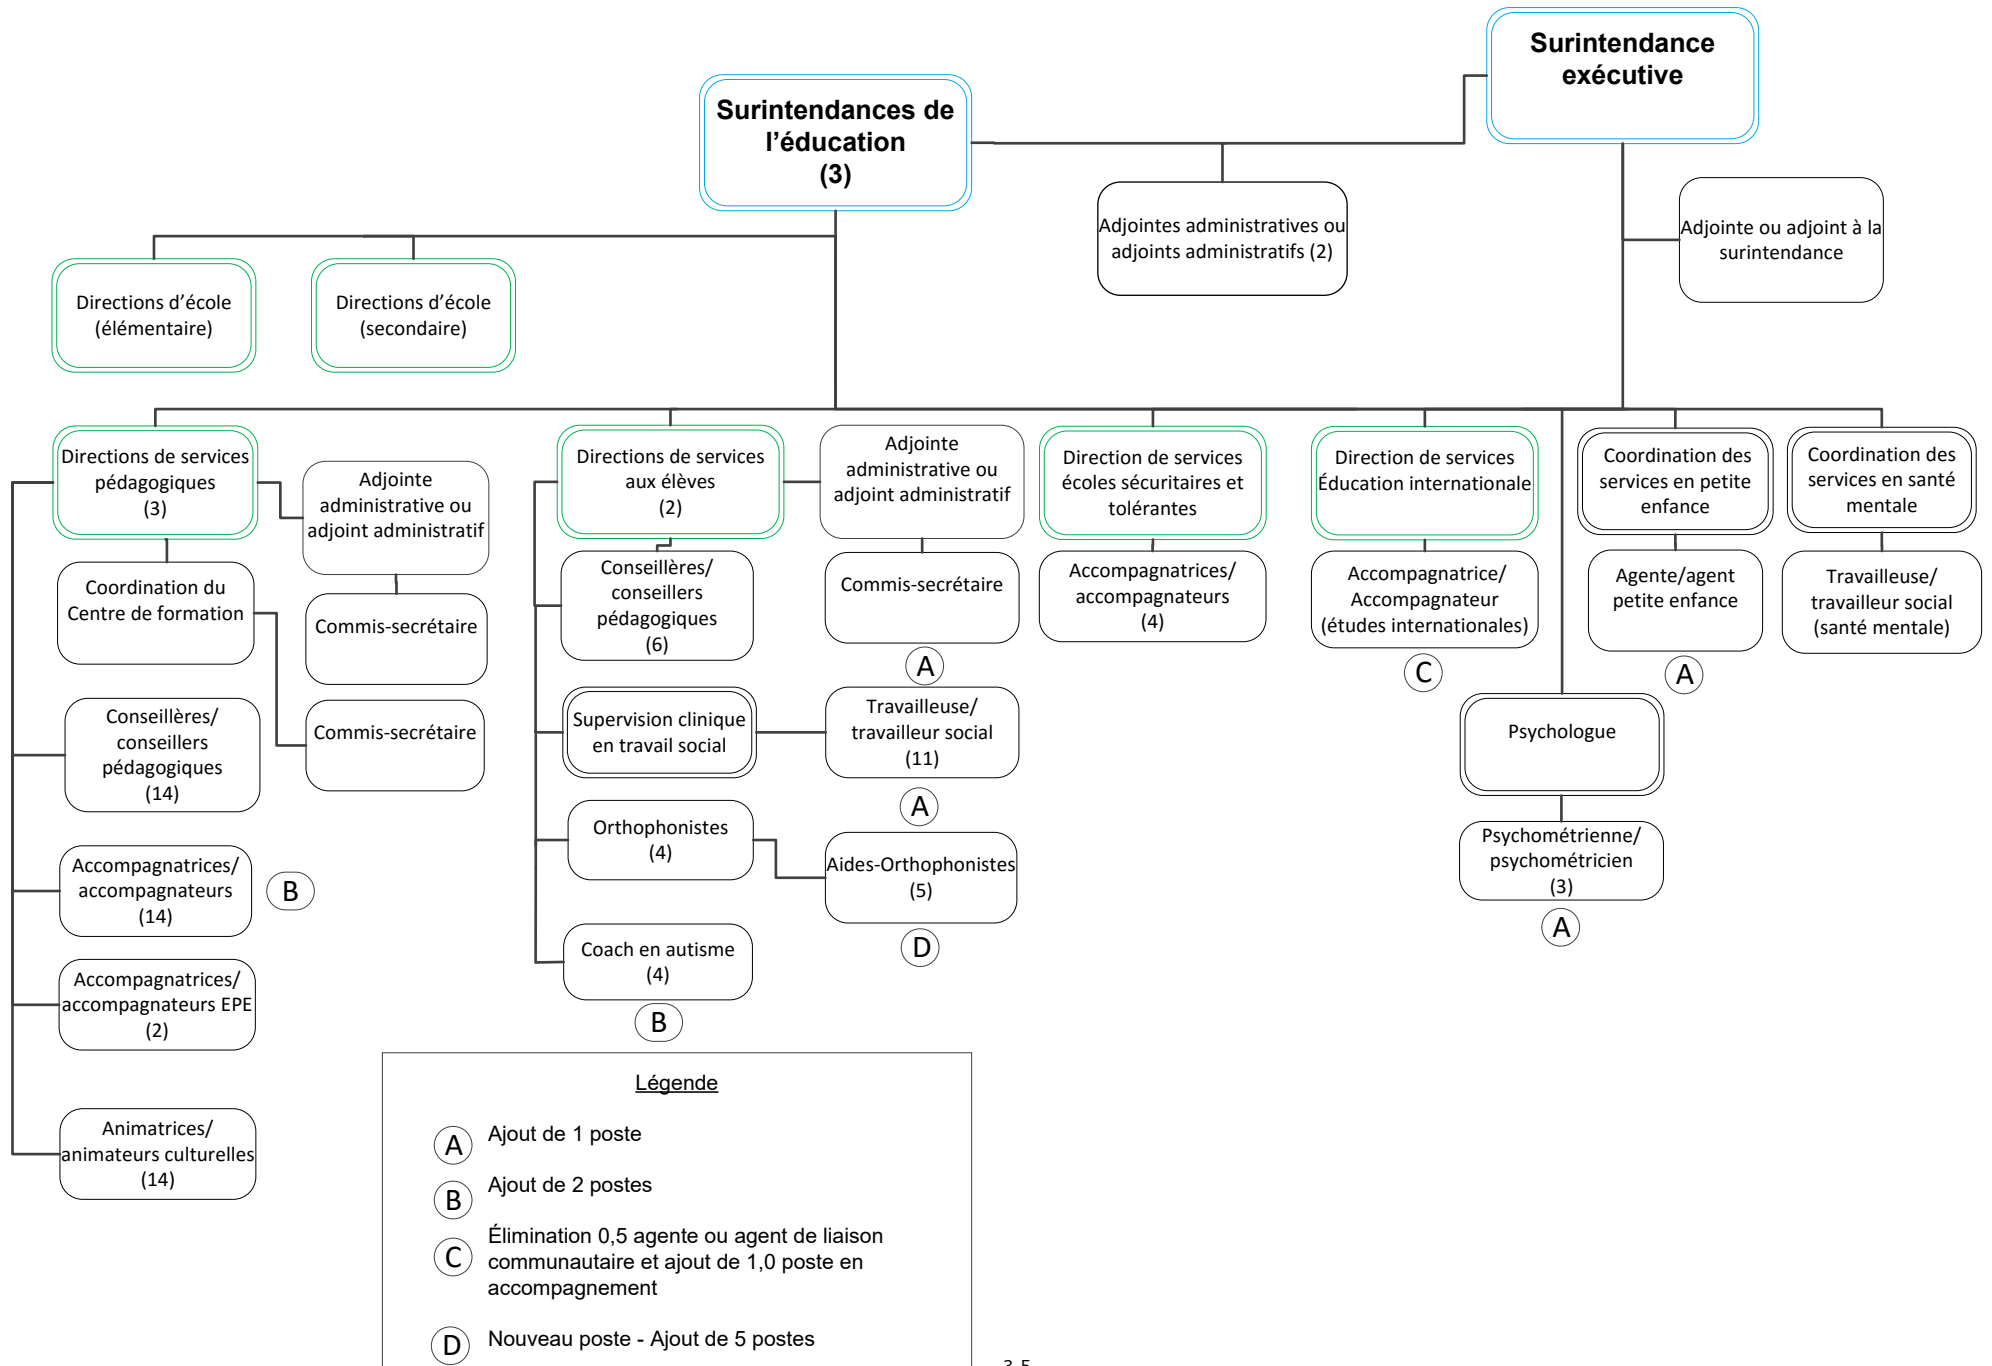 Surintendance
exécutive
Surintendances de
l’éducation
(3)
Adjointes administratives ou
adjoints administratifs (2)
Adjointe ou adjoint à la
surintendance
Directions d’école
(élémentaire)
Directions d’école
(secondaire)
Directions de services
pédagogiques
(3)
Adjointe
administrative ou
adjoint administratif
Directions de services
aux élèves
(2)
Adjointe
administrative ou
adjoint administratif
Direction de services
écoles sécuritaires et
tolérantes
Direction de services
Éducation internationale
Coordination des
services en petite
enfance
Coordination des
services en santé
mentale
Coordination du
Centre de formation
Commis-secrétaire
Conseillères/
conseillers
pédagogiques
(6)
Commis-secrétaire
A
Accompagnatrices/
accompagnateurs
(4)
Accompagnatrice/
Accompagnateur
(études internationales)
C
Agente/agent
petite enfance
A
Travailleuse/
travailleur social
(santé mentale)
Conseillères/
conseillers
pédagogiques
(14)
Commis-secrétaire
Supervision clinique
en travail social
Travailleuse/
travailleur social
(11)
A
Psychologue
Accompagnatrices/
accompagnateurs
(14)
B
Orthophonistes
(4)
Aides-Orthophonistes
(5)
D
Psychométrienne/
psychométricien
(3)
A
Accompagnatrices/
accompagnateurs EPE
(2)
Coach en autisme
(4)
B
Animatrices/
animateurs culturelles
(14)
Légende
A Ajout de 1 poste
B Ajout de 2 postes
C Élimination 0,5 agente ou agent de liaison
communautaire et ajout de 1,0 poste en
accompagnement
D Nouveau poste - Ajout de 5 postes